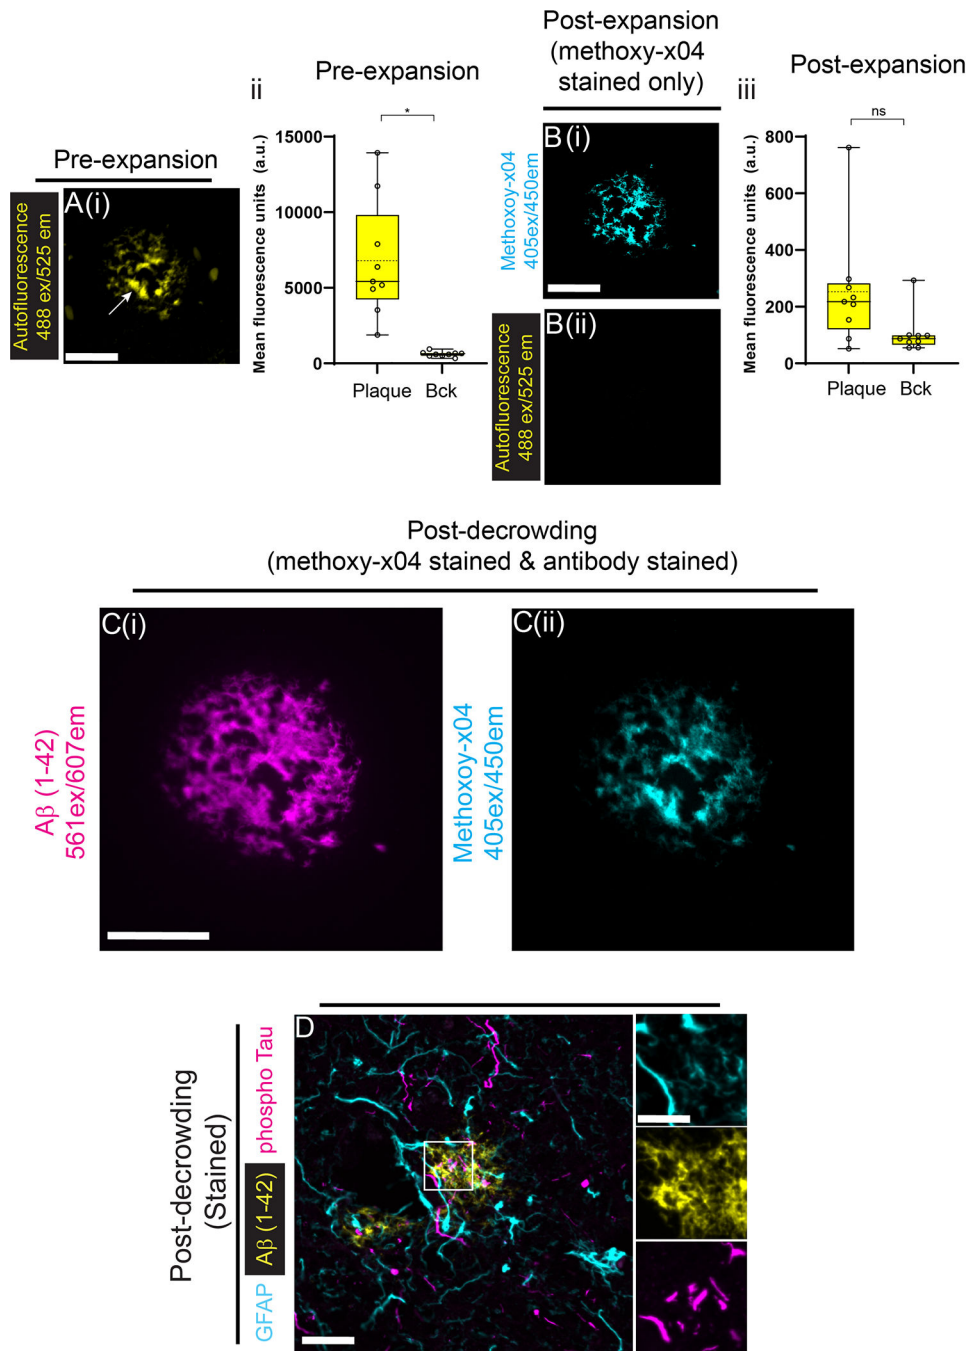 Pre-expansion
A(i)
Autofluorescence
488 ex/525 em
ii
Pre-expansion
*
Mean fluorescence units (a.u.)
15000
10000
5000
0
Plaque
Bck
Post-expansion
(methoxy-x04
stained only)
B(i)
Methoxoy-x04
405ex/450em
B(ii)
Autofluorescence
488 ex/525 em
iii
Post-expansion
ns
Mean fluorescence units (a.u.)
800
600
400
200
0
Plaque
Bck
Post-decrowding
(methoxy-x04 stained & antibody stained)
C(i)
Aβ (1-42)
561ex/607em
C(ii)
Methoxoy-x04
405ex/450em
Post-decrowding
(Stained)
GFAP Aβ (1-42) phospho Tau
D